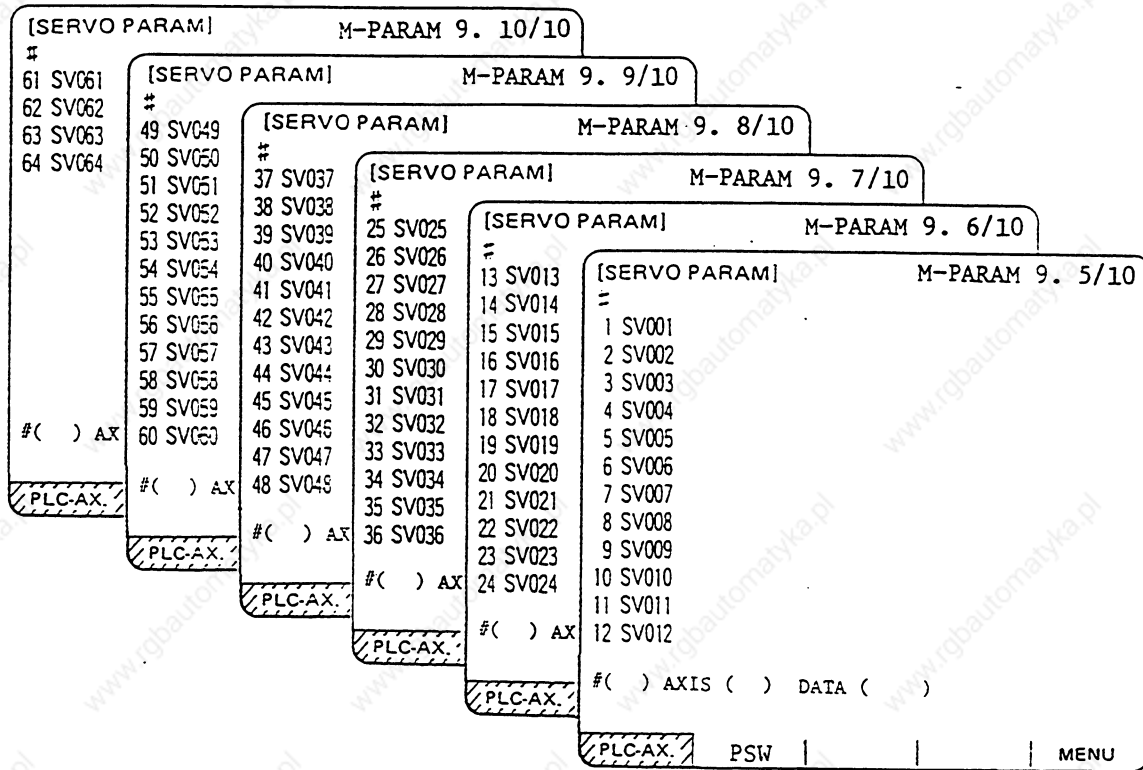 [SERVO PARAM] M-PARAM 9. 10/10
#
61 SV061
62 SV062
63 SV063
64 SV064
#( ) AX
PLC-AX.
[SERVO PARAM] M-PARAM 9. 9/10
#
49 SV049
50 SV050
51 SV051
52 SV052
53 SV053
54 SV054
55 SV055
56 SV056
57 SV057
58 SV058
59 SV059
60 SV060
#( ) AX
PLC-AX.
[SERVO PARAM] M-PARAM 9. 8/10
#
37 SV037
38 SV038
39 SV039
40 SV040
41 SV041
42 SV042
43 SV043
44 SV044
45 SV045
46 SV046
47 SV047
48 SV048
#( ) AX
PLC-AX.
[SERVO PARAM] M-PARAM 9. 7/10
#
25 SV025
26 SV026
27 SV027
28 SV028
29 SV029
30 SV030
31 SV031
32 SV032
33 SV033
34 SV034
35 SV035
36 SV036
#( ) AX
PLC-AX.
[SERVO PARAM] M-PARAM 9. 6/10
#
13 SV013
14 SV014
15 SV015
16 SV016
17 SV017
18 SV018
19 SV019
20 SV020
21 SV021
22 SV022
23 SV023
24 SV024
#( ) AX
PLC-AX.
[SERVO PARAM] M-PARAM 9. 5/10
#
1 SV001
2 SV002
3 SV003
4 SV004
5 SV005
6 SV006
7 SV007
8 SV008
9 SV009
10 SV010
11 SV011
12 SV012
#( ) AXIS ( ) DATA ( )
PLC-AX. PSW MENU
www.rgbautomatyka.pl